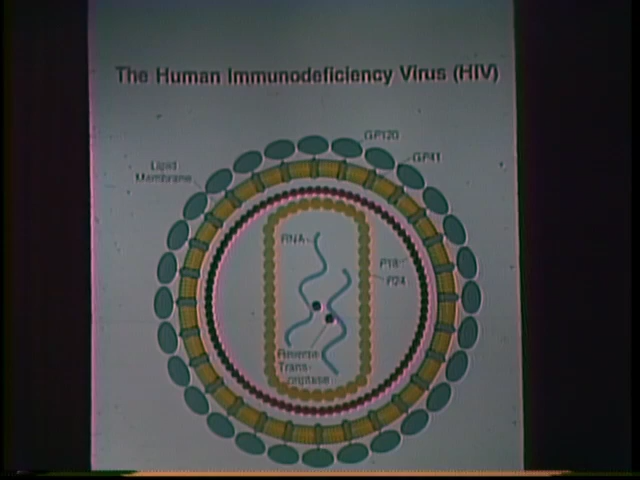 The Human Immunodeficiency Virus (HIV)
GP120
GP41
Lipid
Membrane
RNA
P18
P24
Reverse
Trans-
criptase